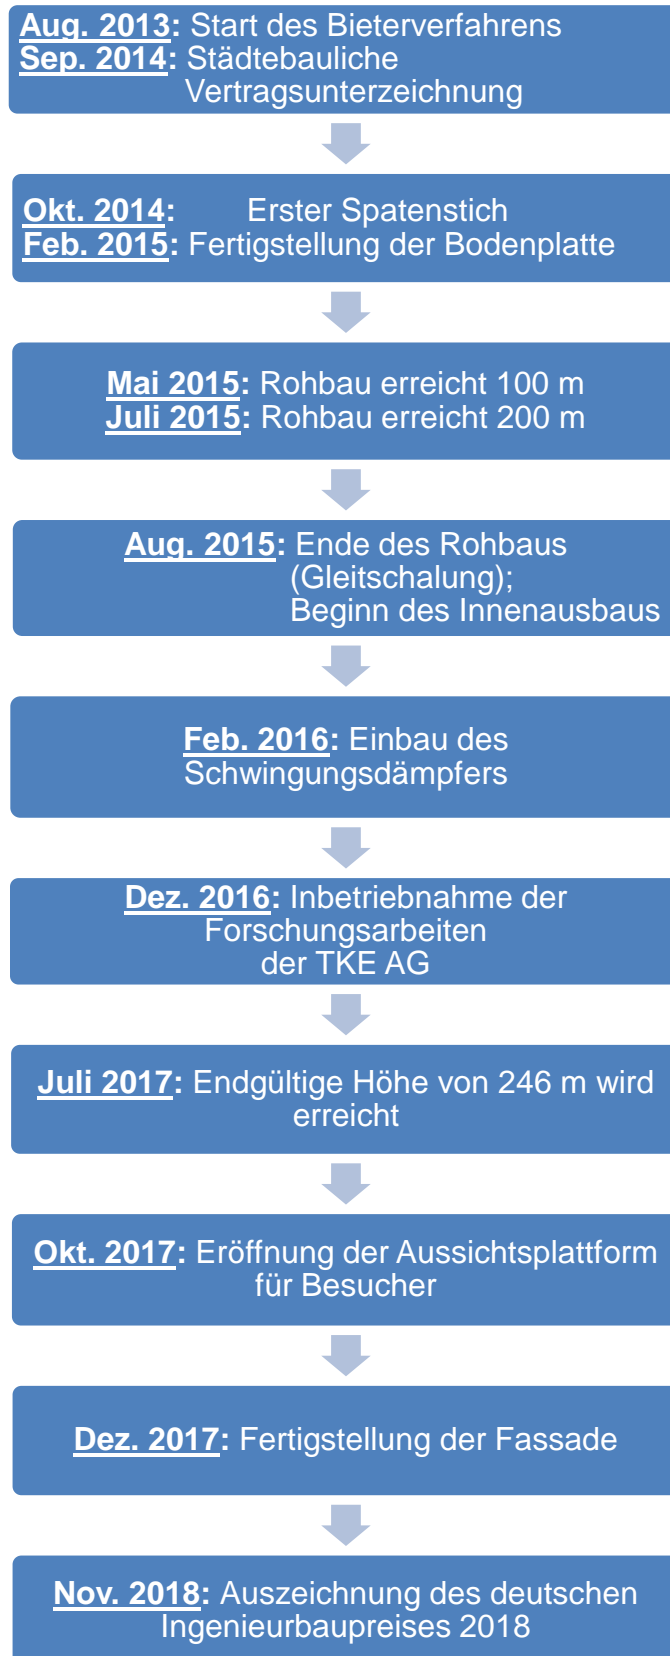 Aug. 2013: Start des Bieterverfahrens
Sep. 2014: Städtebauliche
Vertragsunterzeichnung
Okt. 2014: Erster Spatenstich
Feb. 2015: Fertigstellung der Bodenplatte
Mai 2015: Rohbau erreicht 100 m
Juli 2015: Rohbau erreicht 200 m
Aug. 2015: Ende des Rohbaus
(Gleitschalung);
Beginn des Innenausbaus
Feb. 2016: Einbau des
Schwingungsdämpfers
Dez. 2016: Inbetriebnahme der
Forschungsarbeiten
der TKE AG
Juli 2017: Endgültige Höhe von 246 m wird
erreicht
Okt. 2017: Eröffnung der Aussichtsplattform
für Besucher
Dez. 2017: Fertigstellung der Fassade
Nov. 2018: Auszeichnung des deutschen
Ingenieurbaupreises 2018